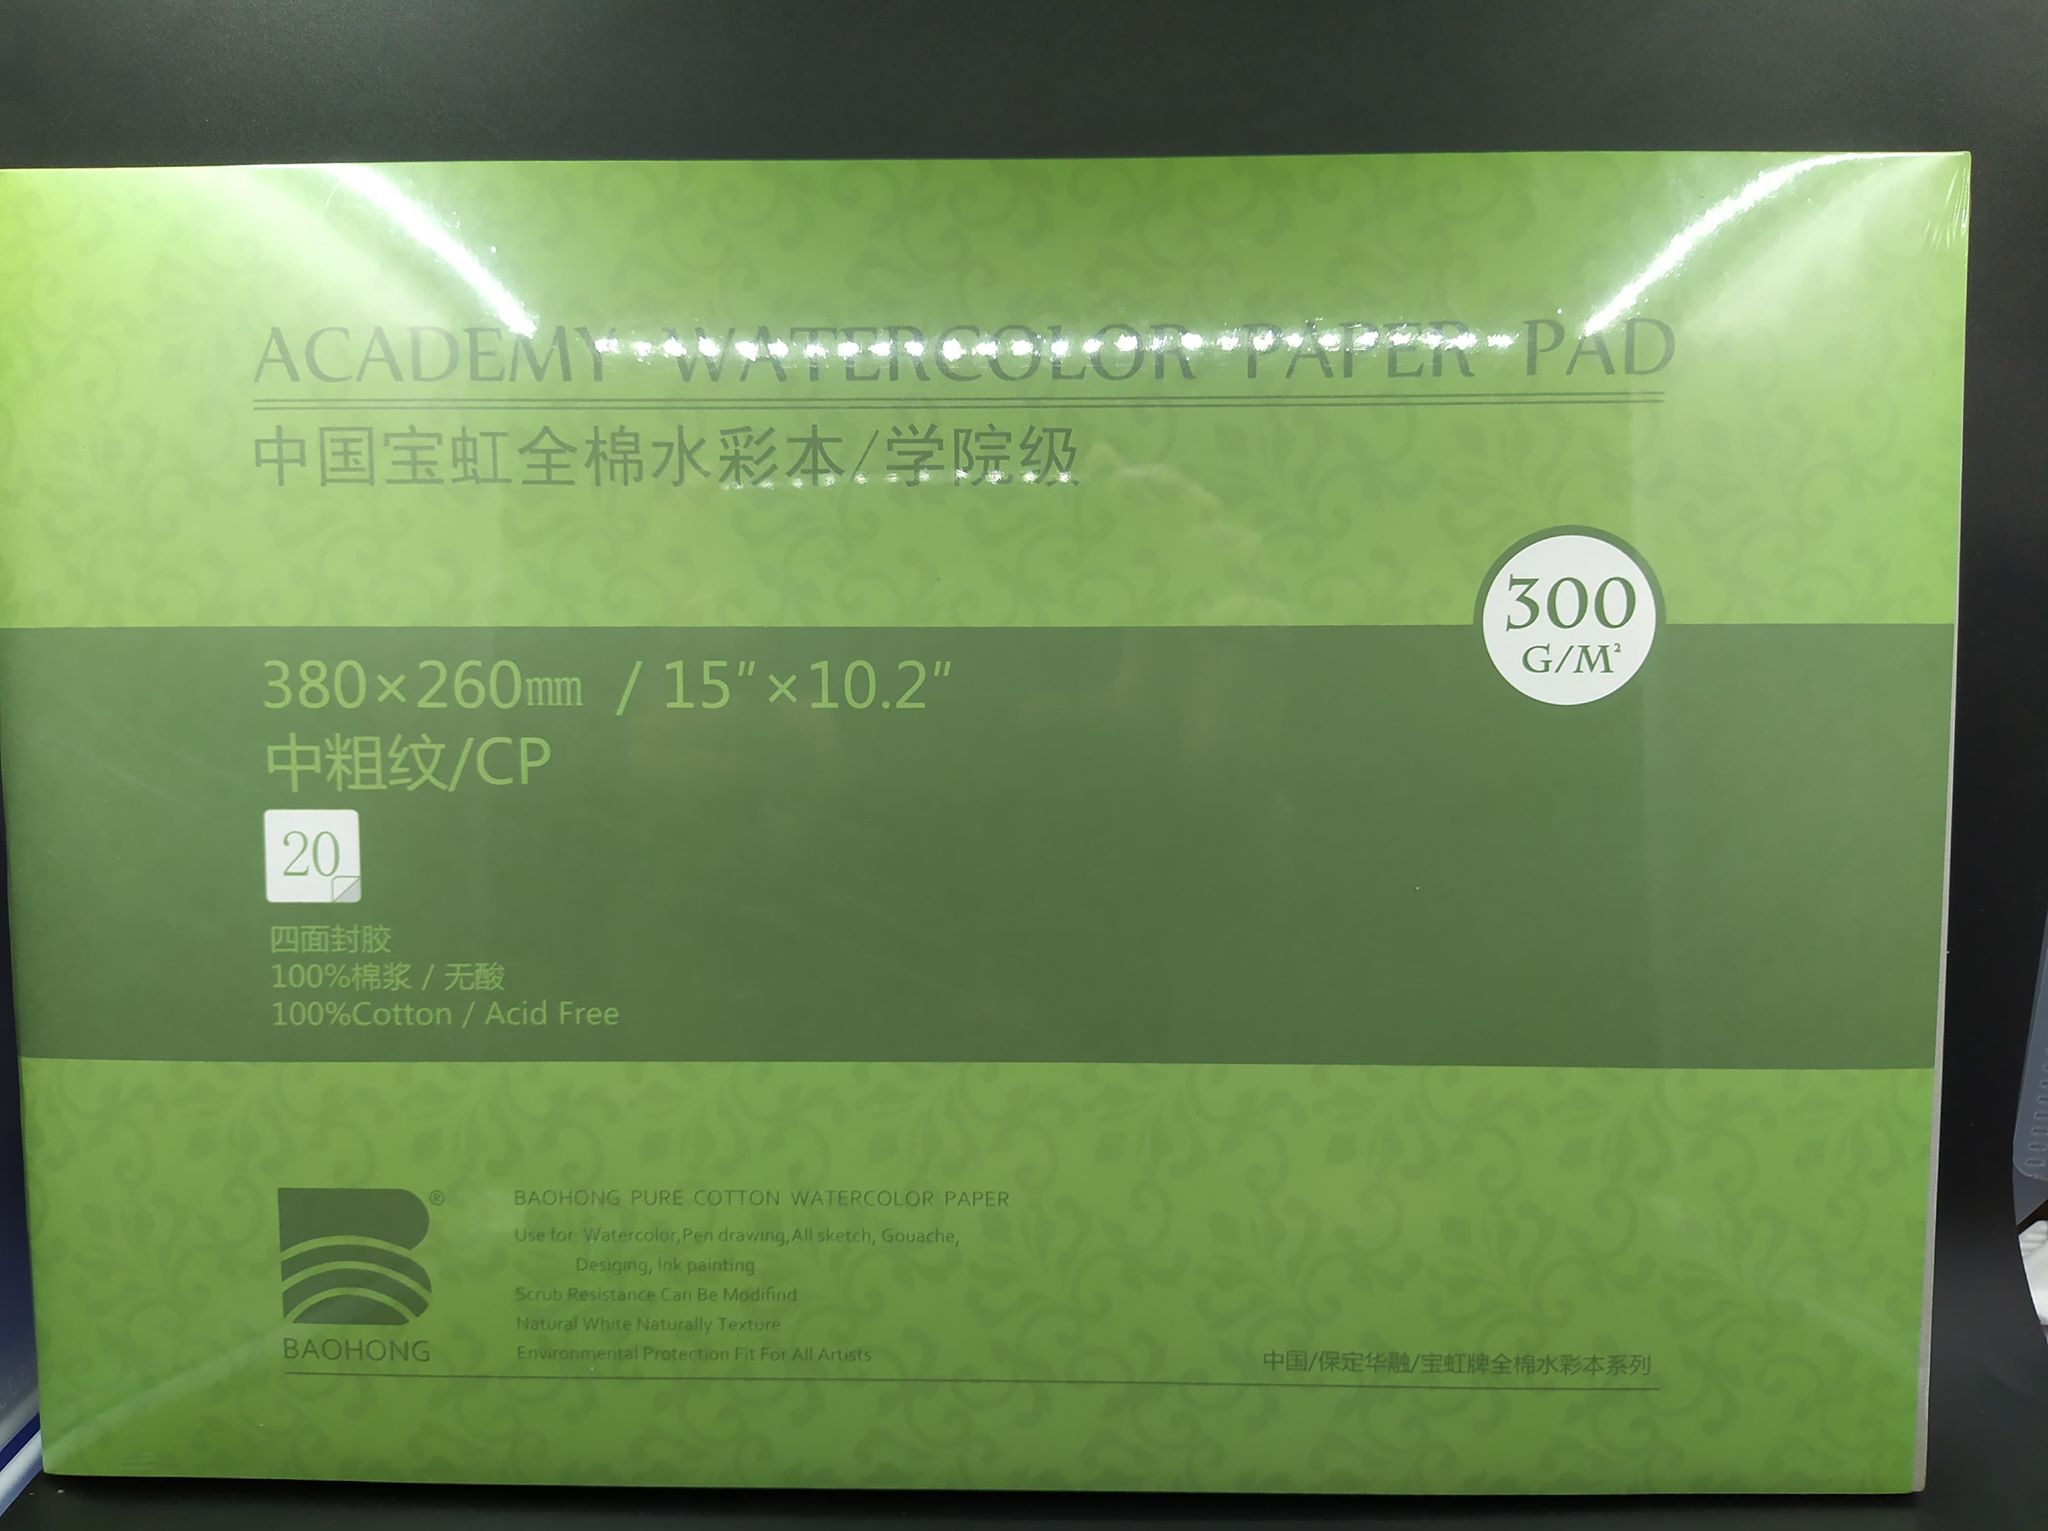 ACADEMY WATERCOLOR PAPER PAD
中国宝虹全棉水彩本/学院级
300
G/M²
380×260mm / 15"×10.2"
中粗纹/CP
20
四面封胶
100%棉浆 / 无酸
100%Cotton / Acid Free
BAOHONG PURE COTTON WATERCOLOR PAPER
Use for: Watercolor,Pen drawing,All sketch, Gouache,
Desiging, Ink painting
Scrub Resistance Can Be Modifind
Natural White Naturally Texture
Environmental Protection Fit For All Artists
®
BAOHONG
中国/保定华融/宝虹牌全棉水彩本系列